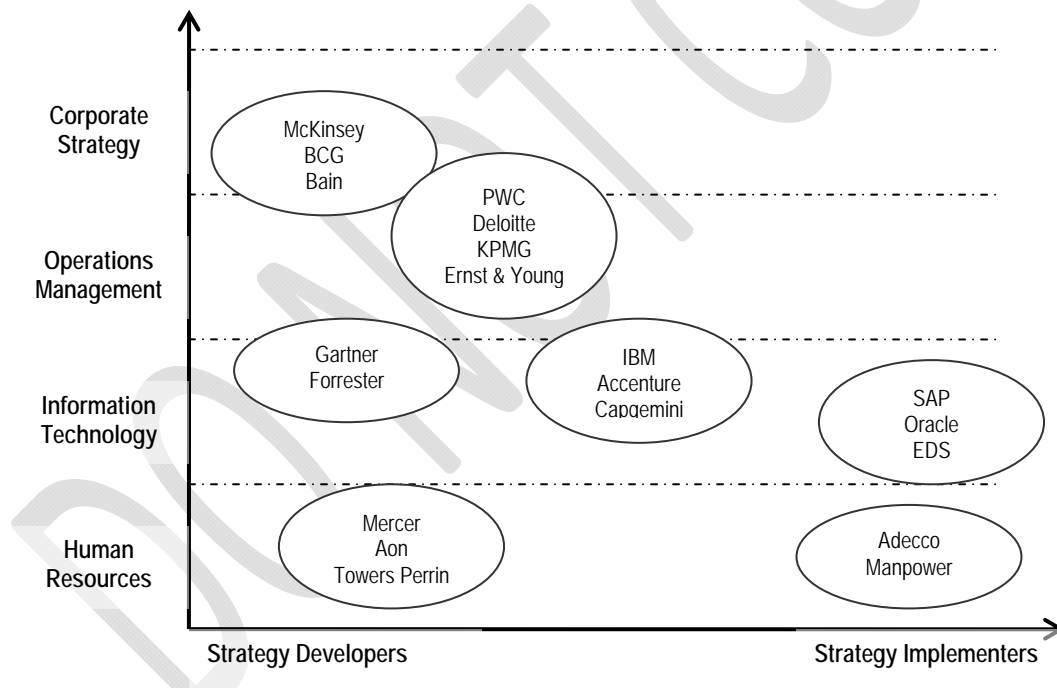 Corporate
Strategy
McKinsey
BCG
Bain
PWC
Deloitte
KPMG
Ernst & Young
Operations
Management
Gartner
Forrester
IBM
Accenture
Capgemini
Information
Technology
SAP
Oracle
EDS
Human
Resources
Mercer
Aon
Towers Perrin
Adecco
Manpower
Strategy Developers
Strategy Implementers